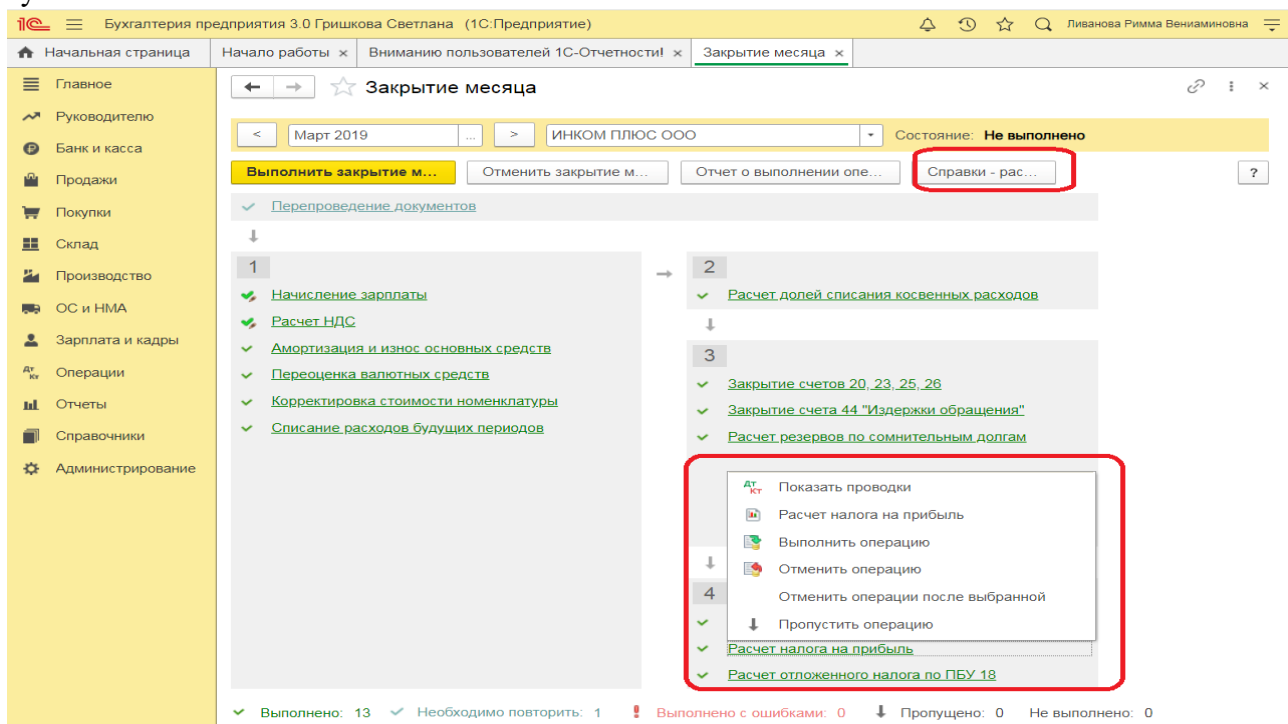 1С Бухгалтерия предприятия 3.0 Гришкова Светлана (1С:Предприятие) Ливанова Римма Вениаминовна
Начальная страница Начало работы × Вниманию пользователей 1С-Отчетности! × Закрытие месяца ×
Главное
Руководителю
Банк и касса
Продажи
Покупки
Склад
Производство
ОС и НМА
Зарплата и кадры
Операции
Отчеты
Справочники
Администрирование
Закрытие месяца
< Март 2019 ... > ИНКОМ ПЛЮС ООО Состояние: Не выполнено
Выполнить закрытие м... Отменить закрытие м... Отчет о выполнении опе... Справки - рас... ?
Перепроведение документов
1
Начисление зарплаты
Расчет НДС
Амортизация и износ основных средств
Переоценка валютных средств
Корректировка стоимости номенклатуры
Списание расходов будущих периодов
2
Расчет долей списания косвенных расходов
3
Закрытие счетов 20, 23, 25, 26
Закрытие счета 44 "Издержки обращения"
Расчет резервов по сомнительным долгам
Дт Кт Показать проводки
Расчет налога на прибыль
Выполнить операцию
Отменить операцию
Отменить операции после выбранной
Пропустить операцию
4
Расчет налога на прибыль
Расчет отложенного налога по ПБУ 18
Выполнено: 13 Необходимо повторить: 1 Выполнено с ошибками: 0 Пропущено: 0 Не выполнено: 0